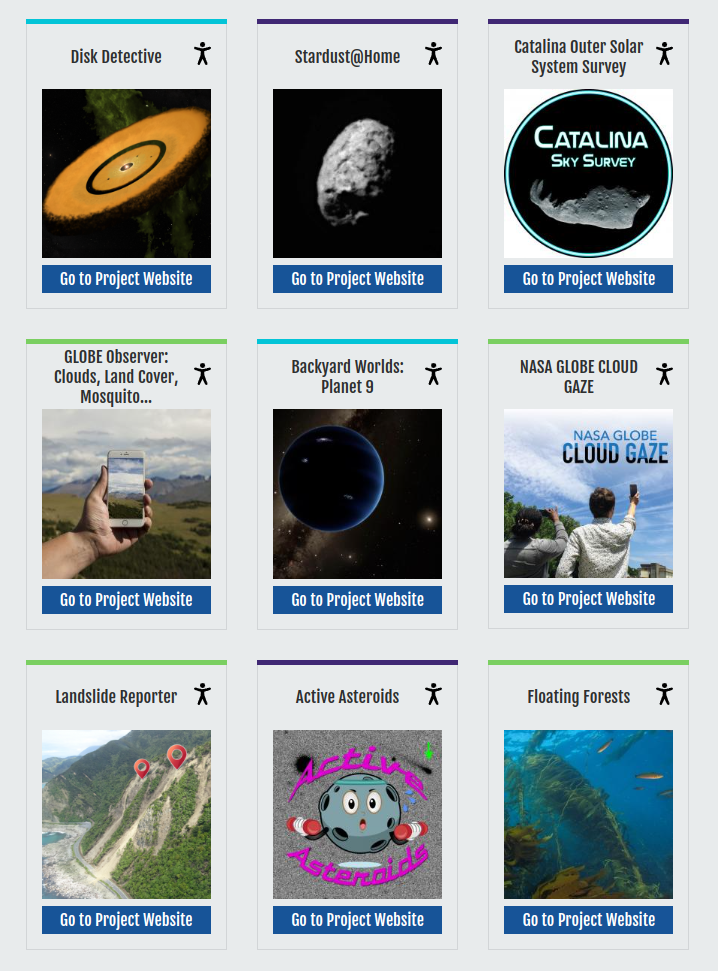 Disk Detective
Go to Project Website
Stardust@Home
Go to Project Website
Catalina Outer Solar
System Survey
CATALINA
SKY SURVEY
Go to Project Website
GLOBE Observer:
Clouds, Land Cover,
Mosquito...
Go to Project Website
Backyard Worlds:
Planet 9
Go to Project Website
NASA GLOBE CLOUD
GAZE
NASA GLOBE
CLOUD GAZE
Go to Project Website
Landslide Reporter
Go to Project Website
Active Asteroids
Active
Asteroids
Go to Project Website
Floating Forests
Go to Project Website